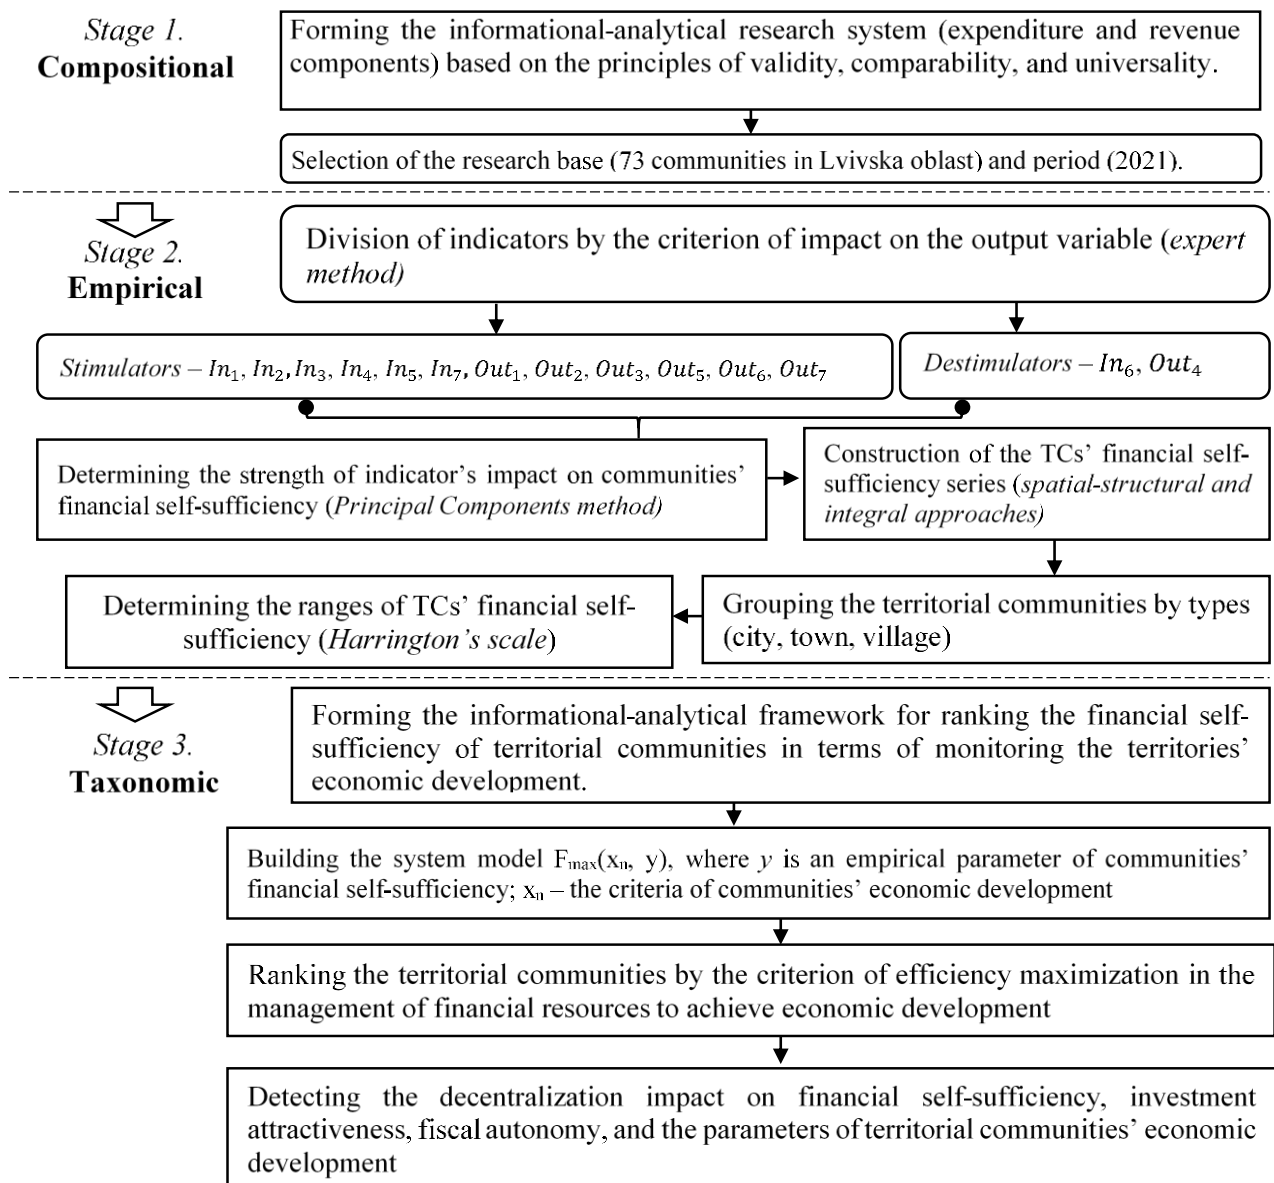 Stage 1.
Compositional
Forming the informational-analytical research system (expenditure and revenue
components) based on the principles of validity, comparability, and universality.
Selection of the research base (73 communities in Lvivska oblast) and period (2021).
Stage 2.
Empirical
Division of indicators by the criterion of impact on the output variable (expert
method)
Stimulators – In₁, In₂, In₃, In₄, In₅, In₇, Out₁, Out₂, Out₃, Out₅, Out₆, Out₇
Destimulators – In₆, Out₄
Determining the strength of indicator's impact on communities'
financial self-sufficiency (Principal Components method)
Construction of the TCs' financial self-
sufficiency series (spatial-structural and
integral approaches)
Determining the ranges of TCs' financial self-
sufficiency (Harrington's scale)
Grouping the territorial communities by types
(city, town, village)
Stage 3.
Taxonomic
Forming the informational-analytical framework for ranking the financial self-
sufficiency of territorial communities in terms of monitoring the territories'
economic development.
Building the system model Fmax(xn, y), where y is an empirical parameter of communities'
financial self-sufficiency; xn – the criteria of communities' economic development
Ranking the territorial communities by the criterion of efficiency maximization in the
management of financial resources to achieve economic development
Detecting the decentralization impact on financial self-sufficiency, investment
attractiveness, fiscal autonomy, and the parameters of territorial communities' economic
development